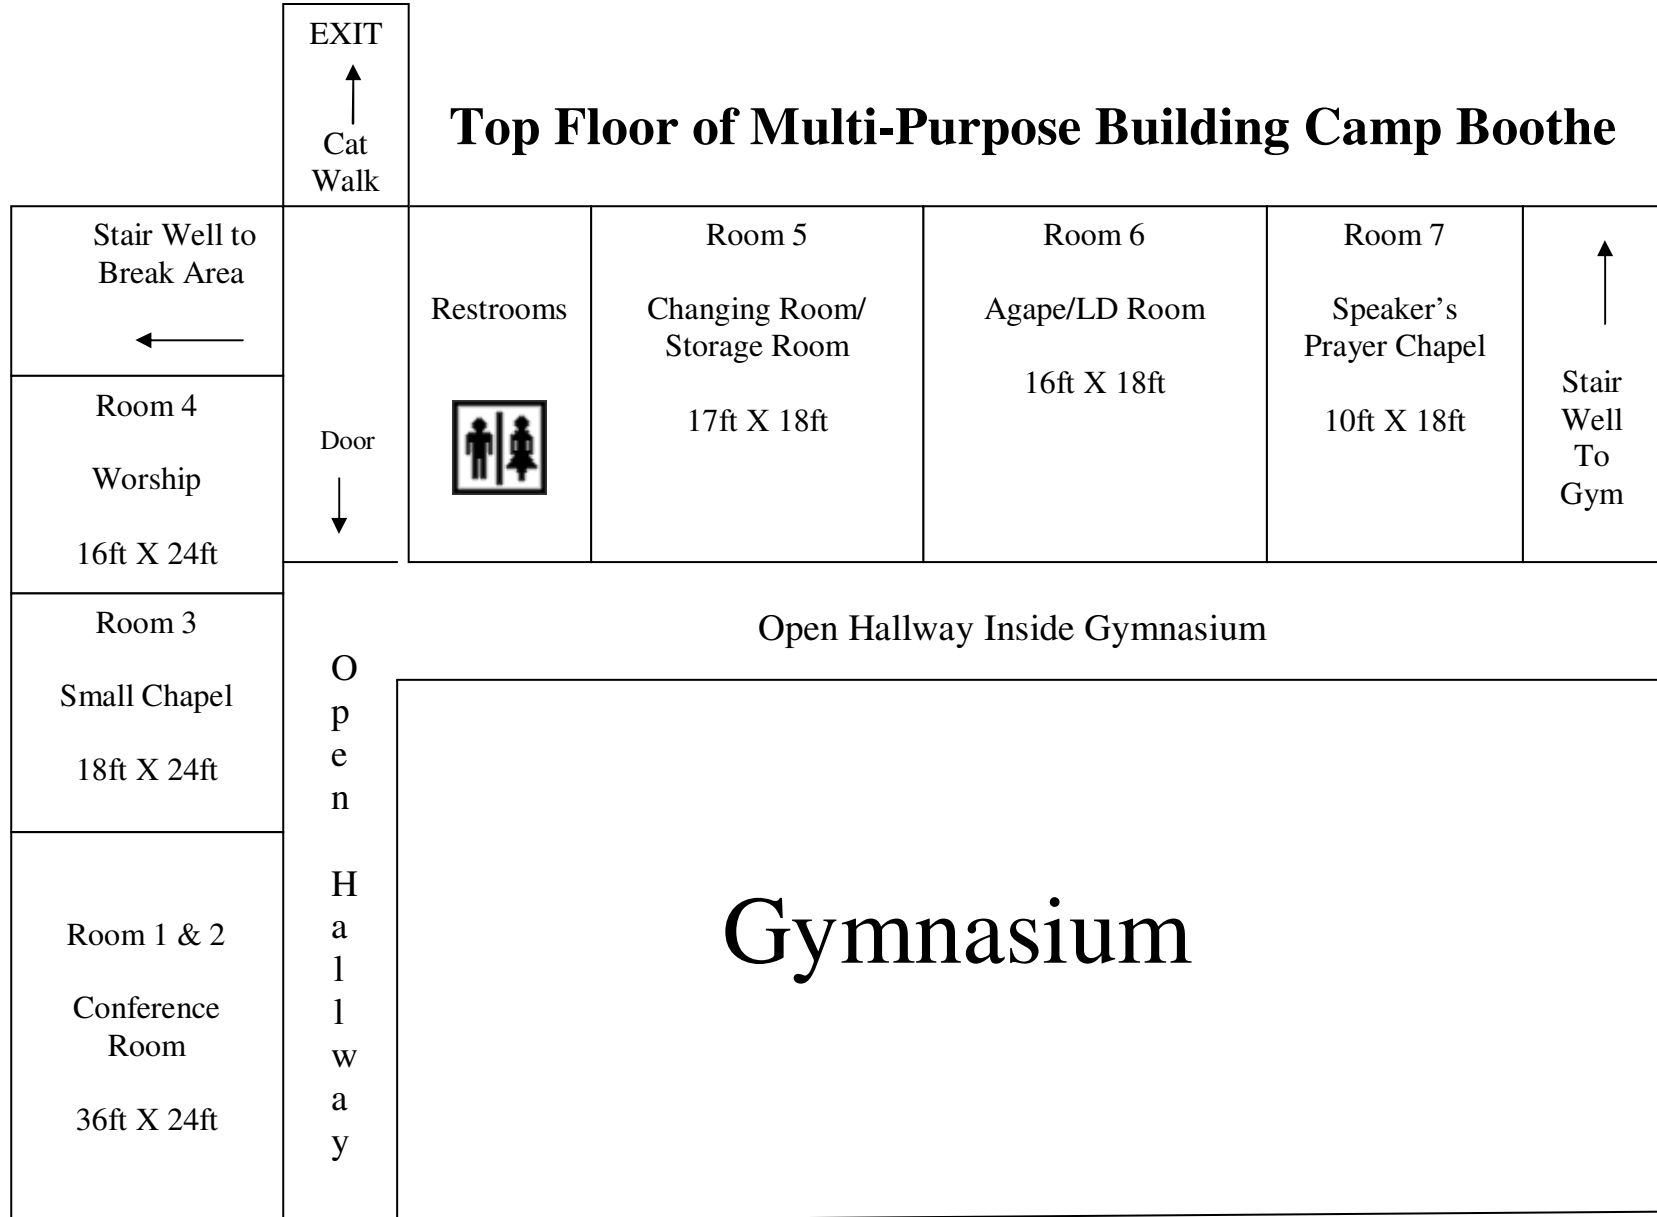 EXIT
Cat
Walk
Top Floor of Multi-Purpose Building Camp Boothe
Stair Well to
Break Area
Restrooms
Room 5
Changing Room/
Storage Room
17ft X 18ft
Room 6
Agape/LD Room
16ft X 18ft
Room 7
Speaker’s
Prayer Chapel
10ft X 18ft
Stair
Well
To
Gym
Door
Room 4
Worship
16ft X 24ft
Room 3
Small Chapel
18ft X 24ft
Room 1 & 2
Conference
Room
36ft X 24ft
O
p
e
n
H
a
l
l
w
a
y
Open Hallway Inside Gymnasium
Gymnasium